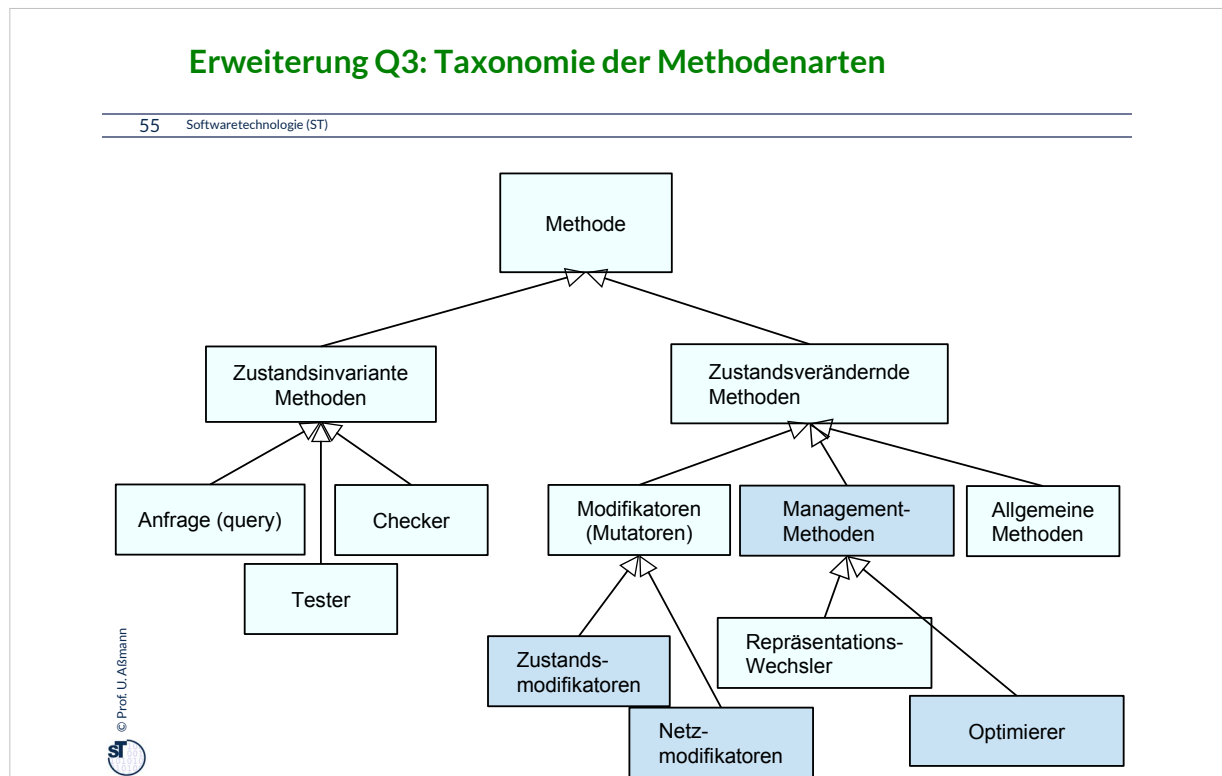 Erweiterung Q3: Taxonomie der Methodenarten
55 Softwaretechnologie (ST)
Methode
Zustandsinvariante
Methoden
Zustandsverändernde
Methoden
Anfrage (query)
Checker
Tester
Modifikatoren
(Mutatoren)
Management-
Methoden
Allgemeine
Methoden
Zustands-
modifikatoren
Netz-
modifikatoren
Repräsentations-
Wechsler
Optimierer
© Prof. U. Aßmann
ST